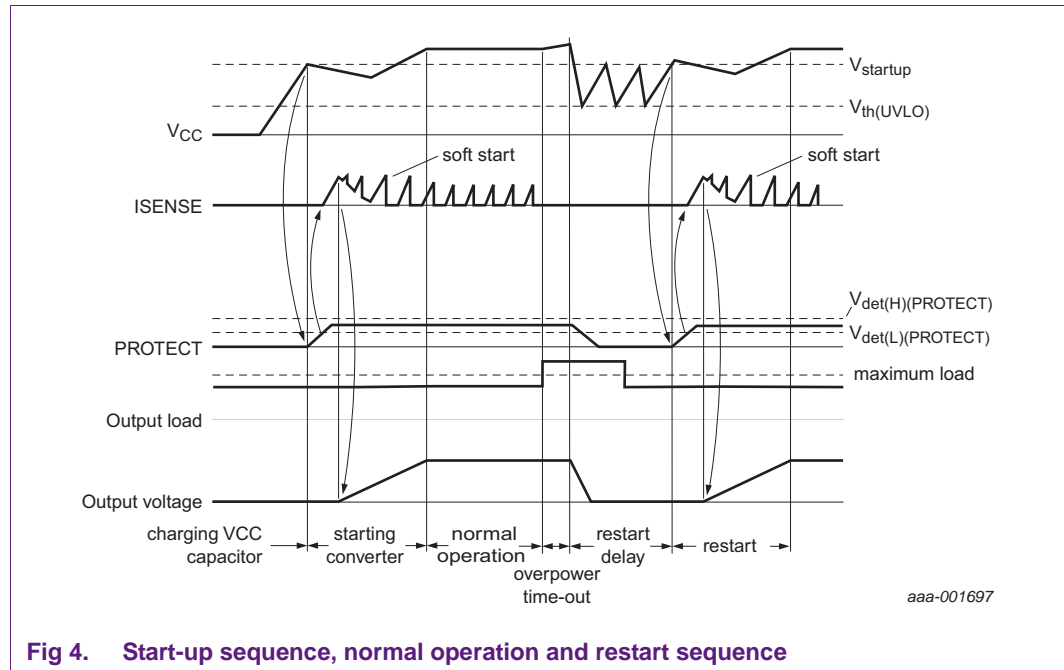 V_startup
V_th(UVLO)
V_CC
soft start
soft start
ISENSE
V_det(H)(PROTECT)
V_det(L)(PROTECT)
PROTECT
maximum load
Output load
Output voltage
charging VCC
capacitor
starting
converter
normal
operation
overpower
time-out
restart
delay
restart
aaa-001697
Fig 4. Start-up sequence, normal operation and restart sequence